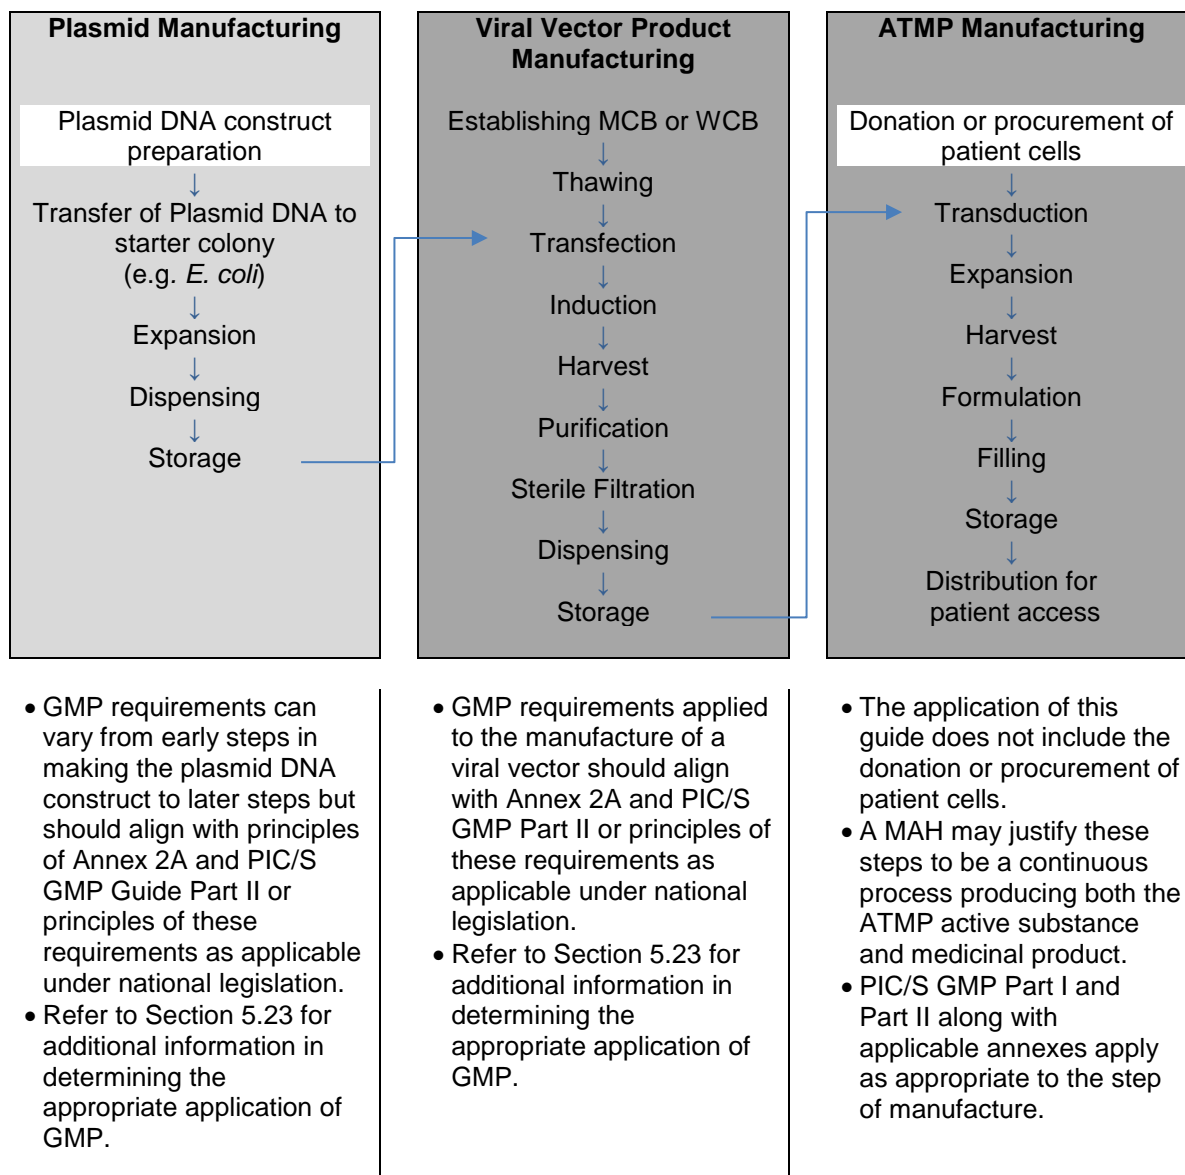 Plasmid Manufacturing
Plasmid DNA construct
preparation
↓
Transfer of Plasmid DNA to
starter colony
(e.g. E. coli)
↓
Expansion
↓
Dispensing
↓
Storage
Viral Vector Product
Manufacturing
Establishing MCB or WCB
↓
Thawing
↓
Transfection
↓
Induction
↓
Harvest
↓
Purification
↓
Sterile Filtration
↓
Dispensing
↓
Storage
ATMP Manufacturing
Donation or procurement of
patient cells
↓
Transduction
↓
Expansion
↓
Harvest
↓
Formulation
↓
Filling
↓
Storage
↓
Distribution for
patient access
• GMP requirements can
vary from early steps in
making the plasmid DNA
construct to later steps but
should align with principles
of Annex 2A and PIC/S
GMP Guide Part II or
principles of these
requirements as applicable
under national legislation.
• Refer to Section 5.23 for
additional information in
determining the
appropriate application of
GMP.
• GMP requirements applied
to the manufacture of a
viral vector should align
with Annex 2A and PIC/S
GMP Part II or principles of
these requirements as
applicable under national
legislation.
• Refer to Section 5.23 for
additional information in
determining the
appropriate application of
GMP.
• The application of this
guide does not include the
donation or procurement of
patient cells.
• A MAH may justify these
steps to be a continuous
process producing both the
ATMP active substance
and medicinal product.
• PIC/S GMP Part I and
Part II along with
applicable annexes apply
as appropriate to the step
of manufacture.